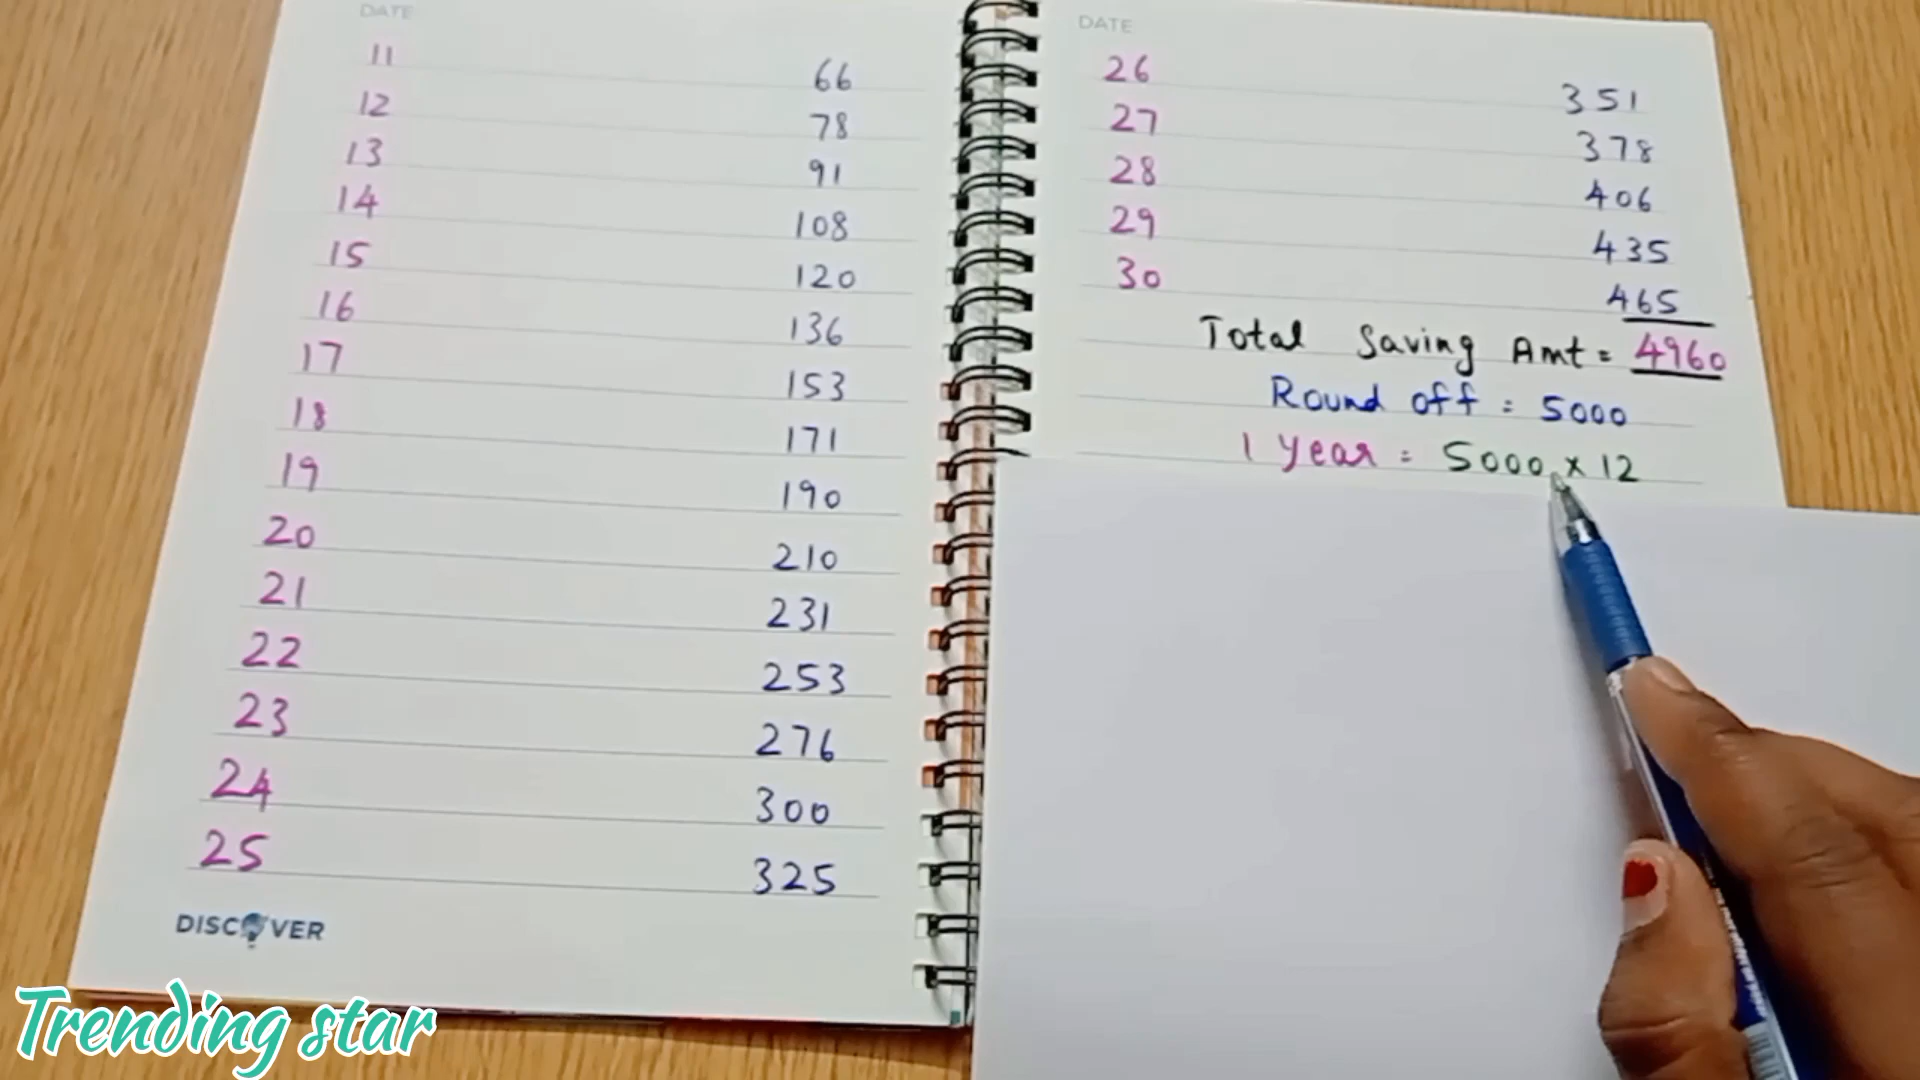 DATE
11 66
12 78
13 91
14 108
15 120
16 136
17 153
18 171
19 190
20 210
21 231
22 253
23 276
24 300
25 325
DISCOVER
DATE
26 351
27 378
28 406
29 435
30 465
Total Saving Amt = 4960
Round off = 5000
1 Year = 5000 x 12
Trending star